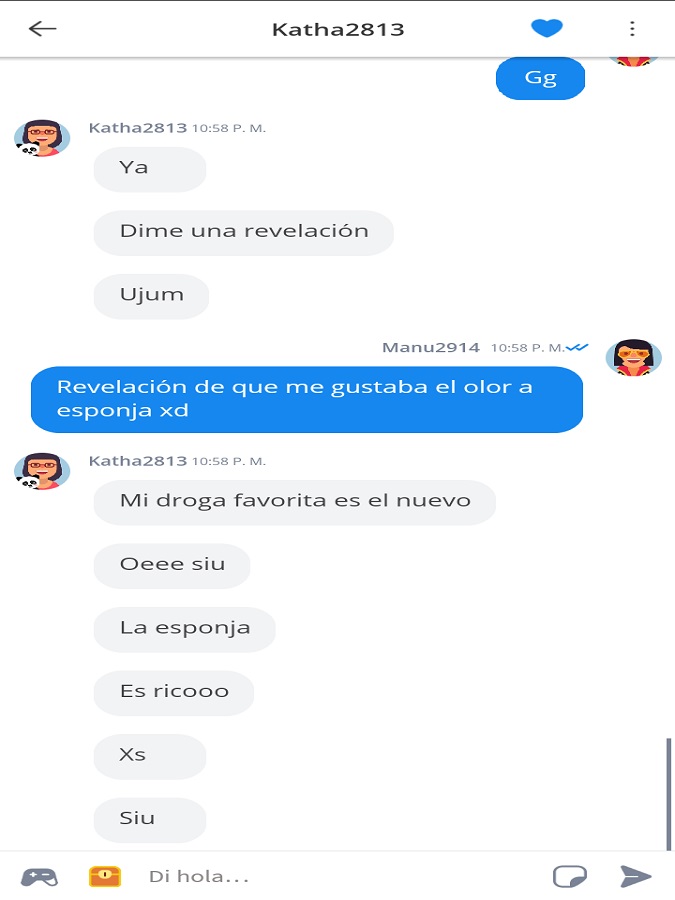 Katha2813
Gg
Katha2813 10:58 P. M.
Ya
Dime una revelación
Ujum
Manu2914 10:58 P. M.
Revelación de que me gustaba el olor a
esponja xd
Katha2813 10:58 P. M.
Mi droga favorita es el nuevo
Oeee siu
La esponja
Es ricooo
Xs
Siu
Di hola...